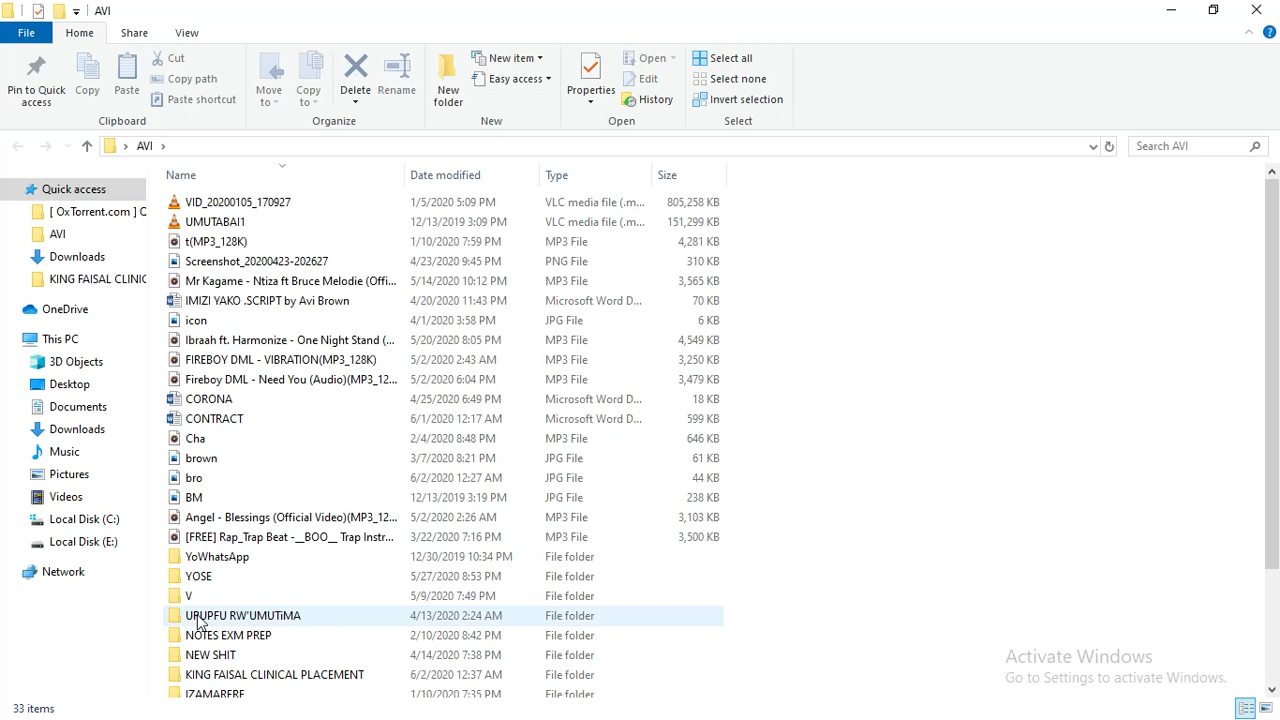 AVI
File Home Share View
Pin to Quick access
Copy
Paste
Cut
Copy path
Paste shortcut
Clipboard
Move to
Copy to
Delete
Rename
Organize
New folder
New item
Easy access
New
Properties
Open
Edit
History
Open
Select all
Select none
Invert selection
Select
AVI
Search AVI
Quick access
[ OxTorrent.com ] Ç
AVI
Downloads
KING FAISAL CLINIC
OneDrive
This PC
3D Objects
Desktop
Documents
Downloads
Music
Pictures
Videos
Local Disk (C:)
Local Disk (E:)
Network
Name Date modified Type Size
VID_20200105_170927 1/5/2020 5:09 PM VLC media file (.m... 805,258 KB
UMUTABAI1 12/13/2019 3:09 PM VLC media file (.m... 151,299 KB
t(MP3_128K) 1/10/2020 7:59 PM MP3 File 4,281 KB
Screenshot_20200423-202627 4/23/2020 9:45 PM PNG File 310 KB
Mr Kagame - Ntiza ft Bruce Melodie (Offi... 5/14/2020 10:12 PM MP3 File 3,565 KB
IMIZI YAKO .SCRIPT by Avi Brown 4/20/2020 11:43 PM Microsoft Word D... 70 KB
icon 4/1/2020 3:58 PM JPG File 6 KB
Ibraah ft. Harmonize - One Night Stand (... 5/20/2020 8:05 PM MP3 File 4,549 KB
FIREBOY DML - VIBRATION(MP3_128K) 5/2/2020 2:43 AM MP3 File 3,250 KB
Fireboy DML - Need You (Audio)(MP3_12... 5/2/2020 6:04 PM MP3 File 3,479 KB
CORONA 4/25/2020 6:49 PM Microsoft Word D... 18 KB
CONTRACT 6/1/2020 12:17 AM Microsoft Word D... 599 KB
Cha 2/4/2020 8:48 PM MP3 File 646 KB
brown 3/7/2020 8:21 PM JPG File 61 KB
bro 6/2/2020 12:27 AM JPG File 44 KB
BM 12/13/2019 3:19 PM JPG File 238 KB
Angel - Blessings (Official Video)(MP3_12... 5/2/2020 2:26 AM MP3 File 3,103 KB
[FREE] Rap_Trap Beat -__BOO__ Trap Instr... 3/22/2020 7:16 PM MP3 File 3,500 KB
YoWhatsApp 12/30/2019 10:34 PM File folder
YOSE 5/27/2020 8:53 PM File folder
V 5/9/2020 7:49 PM File folder
URUPFU RW'UMUTiMA 4/13/2020 2:24 AM File folder
NOTES EXM PREP 2/10/2020 8:42 PM File folder
NEW SHIT 4/14/2020 7:38 PM File folder
KING FAISAL CLINICAL PLACEMENT 6/2/2020 12:37 AM File folder
IZAMARERE 1/10/2020 7:35 PM File folder
Activate Windows
Go to Settings to activate Windows.
33 items